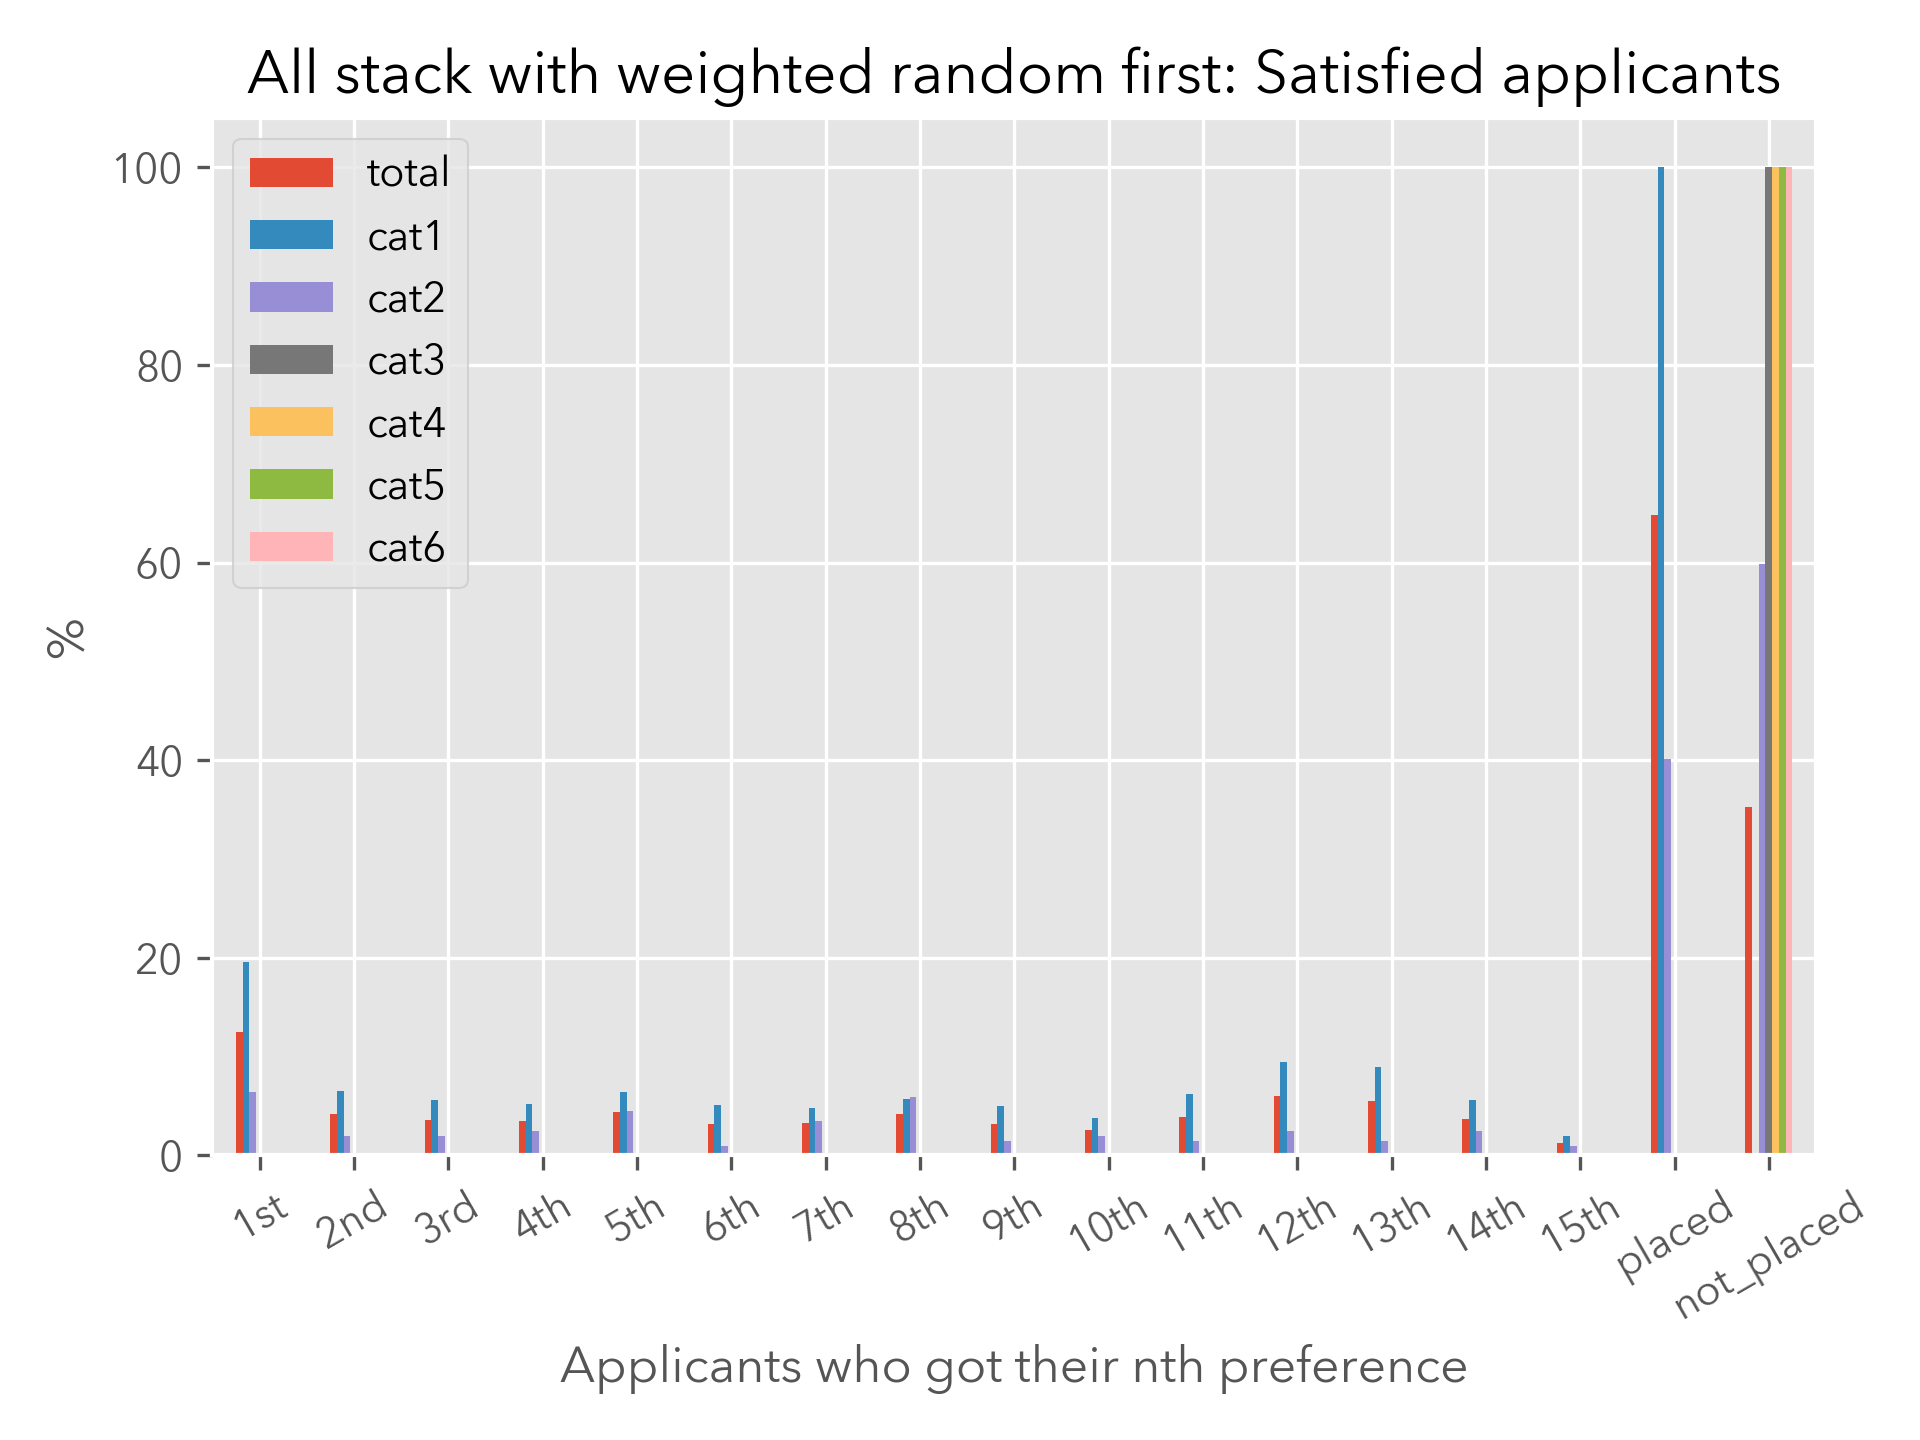 All stack with weighted random first: Satisfied applicants
total
cat1
cat2
cat3
cat4
cat5
cat6
100
80
60
40
20
0
%
1st 2nd 3rd 4th 5th 6th 7th 8th 9th 10th 11th 12th 13th 14th 15th placed not_placed
Applicants who got their nth preference